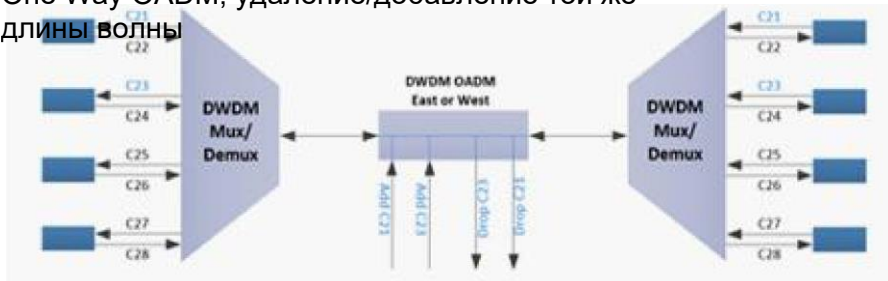 One Way OADM, удаление/добавление той же
длины волны
C21
C22
C23
C24
C25
C26
C27
C28
DWDM
Mux/
Demux
DWDM OADM
East or West
Add C21
Add C23
Drop C23
Drop C21
DWDM
Mux/
Demux
C21
C22
C23
C24
C25
C26
C27
C28